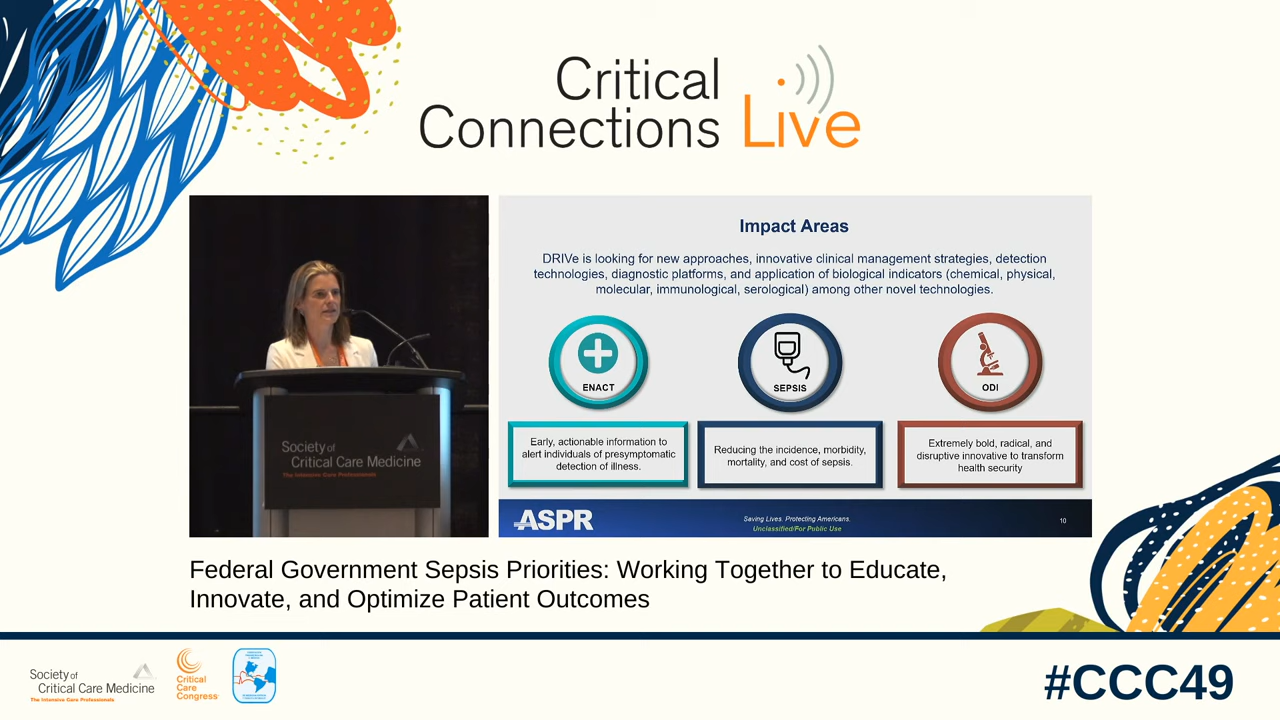 Critical
Connections Live
Impact Areas
DRIVe is looking for new approaches, innovative clinical management strategies, detection
technologies, diagnostic platforms, and application of biological indicators (chemical, physical,
molecular, immunological, serological) among other novel technologies.
ENACT
SEPSIS
ODI
Early, actionable information to
alert individuals of presymptomatic
detection of illness.
Reducing the incidence, morbidity,
mortality, and cost of sepsis.
Extremely bold, radical, and
disruptive innovative to transform
health security
Society of
Critical Care Medicine
The Intensive Care Professionals
ASPR
Saving Lives. Protecting Americans.
Unclassified/For Public Use
10
Federal Government Sepsis Priorities: Working Together to Educate,
Innovate, and Optimize Patient Outcomes
Society of
Critical Care Medicine
The Intensive Care Professionals
Critical
Care
Congress
#CCC49